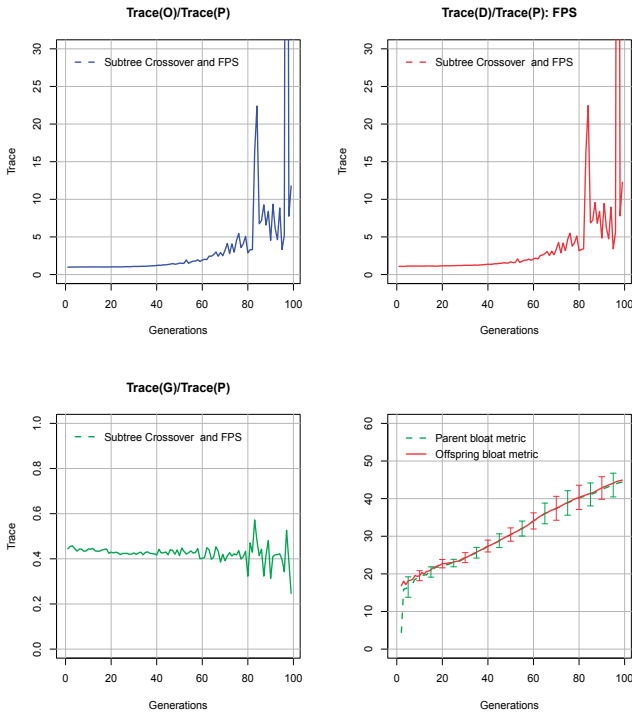 Trace(O)/Trace(P)
Trace
30
25
20
15
10
5
0
Subtree Crossover and FPS
0 20 40 60 80 100
Generations
Trace(D)/Trace(P): FPS
Trace
30
25
20
15
10
5
0
Subtree Crossover and FPS
0 20 40 60 80 100
Generations
Trace(G)/Trace(P)
Trace
1.0
0.8
0.6
0.4
0.2
0.0
Subtree Crossover and FPS
0 20 40 60 80 100
Generations
60
50
40
30
20
10
0
Parent bloat metric
Offspring bloat metric
0 20 40 60 80 100
Generations